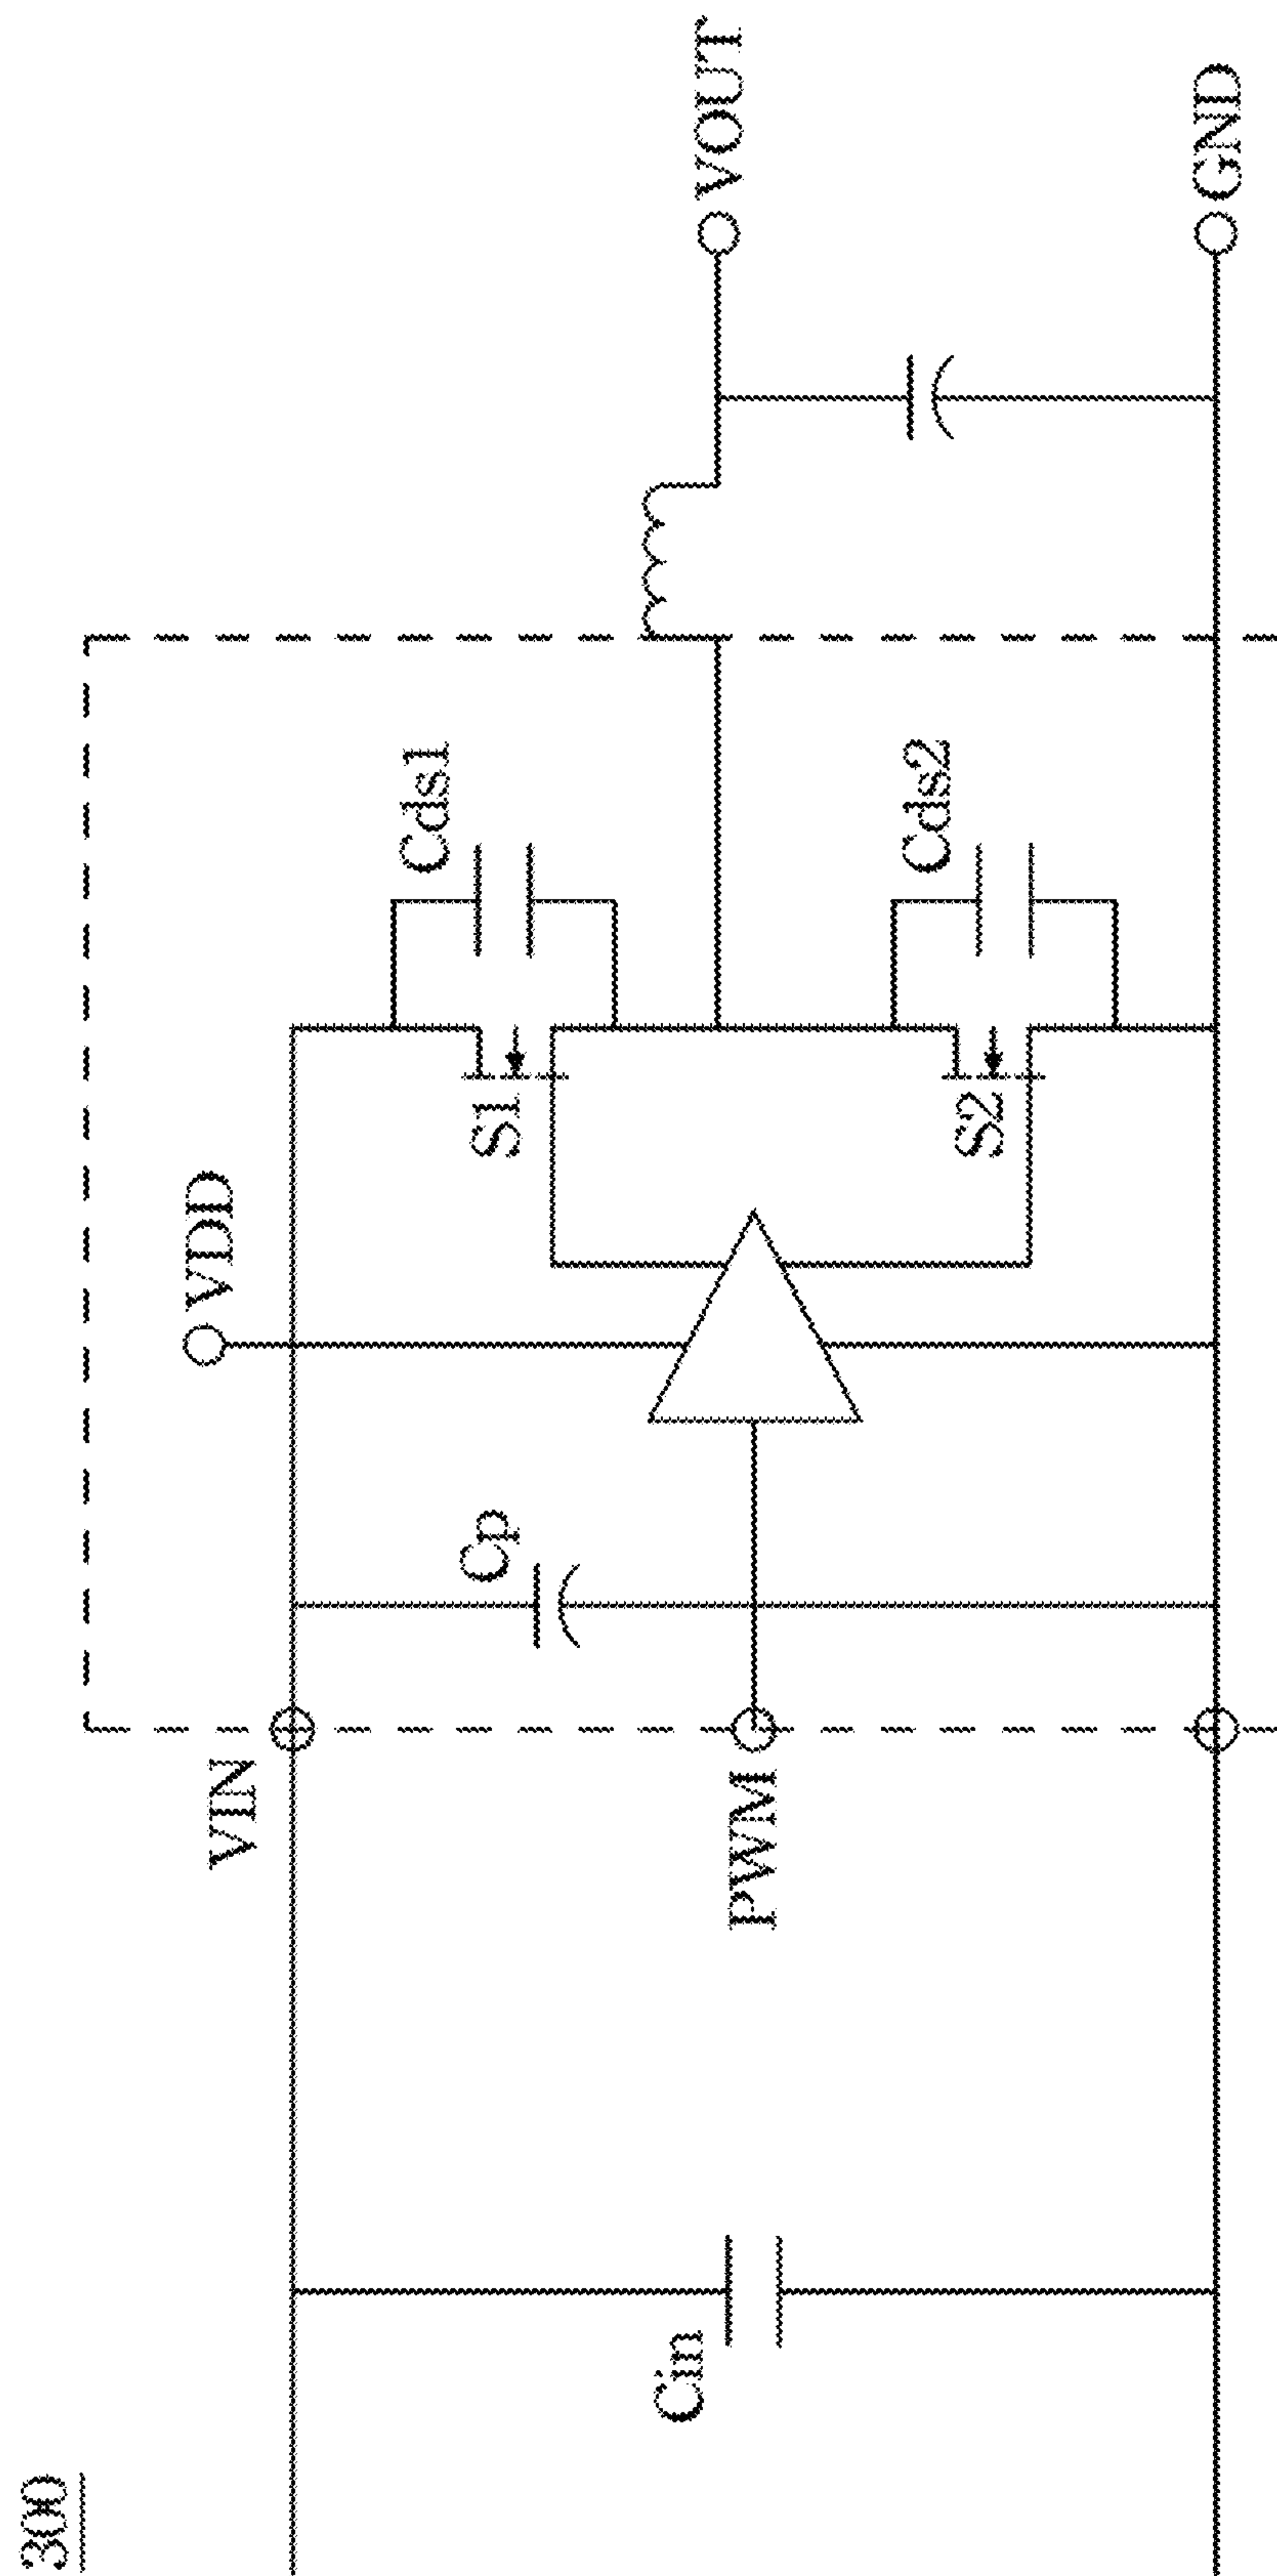 300
VDD
VIN
Cp
S1
Cds1
VOUT
Cin
PWM
S2
Cds2
GND